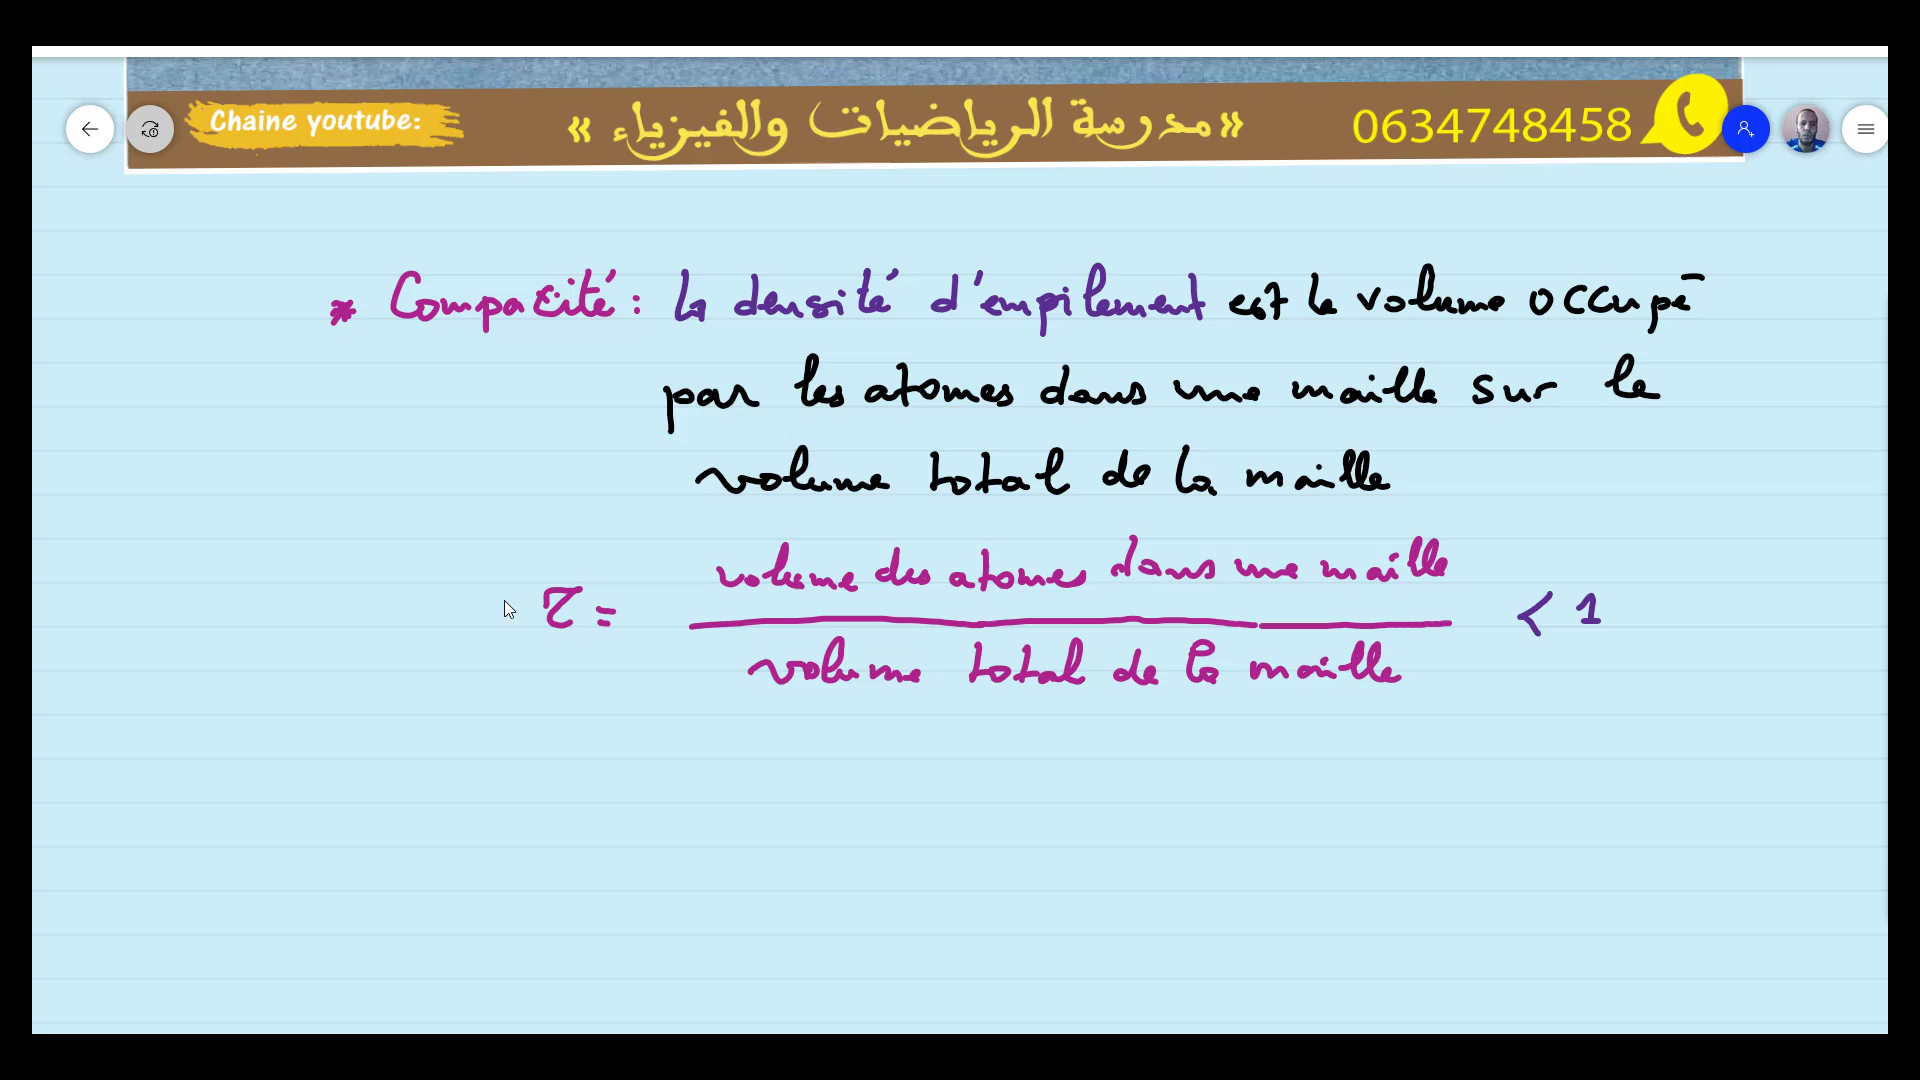 Chaine youtube: «مدرسة الرياضيات والفيزياء» 0634748458
* Compacité : la densité d'empilement est le volume occupé
par les atomes dans une maille sur le
volume total de la maille
τ = volume des atomes dans une maille < 1
volume total de la maille